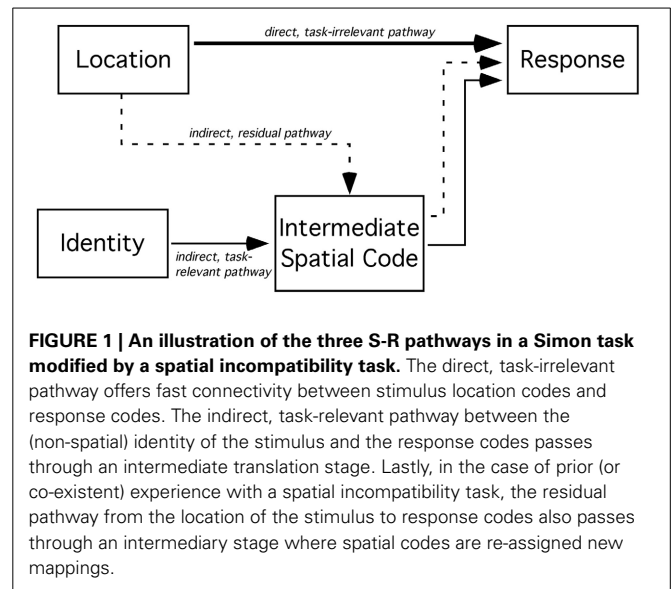 direct, task-irrelevant pathway
Location
Response
indirect, residual pathway
Identity
indirect, task-
relevant pathway
Intermediate
Spatial Code
FIGURE 1 | An illustration of the three S-R pathways in a Simon task
modified by a spatial incompatibility task. The direct, task-irrelevant
pathway offers fast connectivity between stimulus location codes and
response codes. The indirect, task-relevant pathway between the
(non-spatial) identity of the stimulus and the response codes passes
through an intermediate translation stage. Lastly, in the case of prior (or
co-existent) experience with a spatial incompatibility task, the residual
pathway from the location of the stimulus to response codes also passes
through an intermediary stage where spatial codes are re-assigned new
mappings.